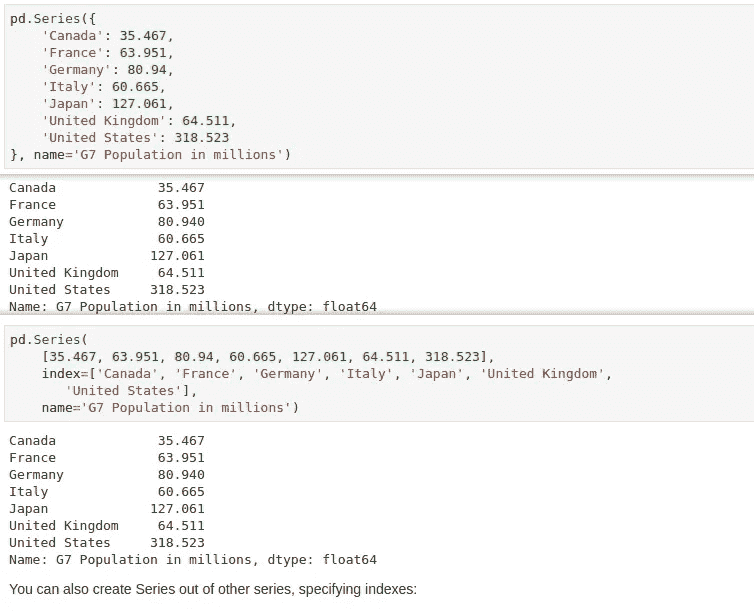 pd.Series({
    'Canada': 35.467,
    'France': 63.951,
    'Germany': 80.94,
    'Italy': 60.665,
    'Japan': 127.061,
    'United Kingdom': 64.511,
    'United States': 318.523
}, name='G7 Population in millions')
Canada             35.467
France             63.951
Germany            80.940
Italy              60.665
Japan             127.061
United Kingdom     64.511
United States     318.523
Name: G7 Population in millions, dtype: float64
pd.Series(
    [35.467, 63.951, 80.94, 60.665, 127.061, 64.511, 318.523],
    index=['Canada', 'France', 'Germany', 'Italy', 'Japan', 'United Kingdom',
       'United States'],
    name='G7 Population in millions')
Canada             35.467
France             63.951
Germany            80.940
Italy              60.665
Japan             127.061
United Kingdom     64.511
United States     318.523
Name: G7 Population in millions, dtype: float64
You can also create Series out of other series, specifying indexes: